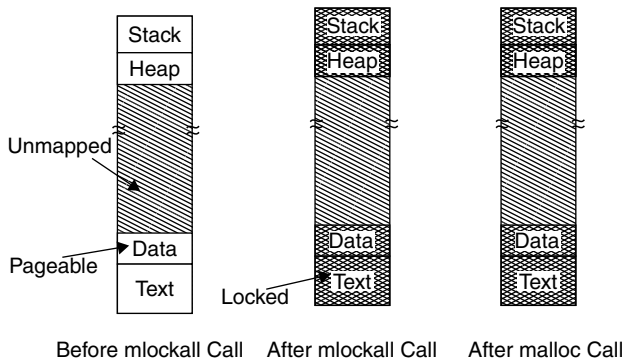 Stack
Heap
Unmapped
Data
Pageable
Text
Before mlockall Call
Stack
Heap
Data
Text
Locked
After mlockall Call
Stack
Heap
Data
Text
After malloc Call